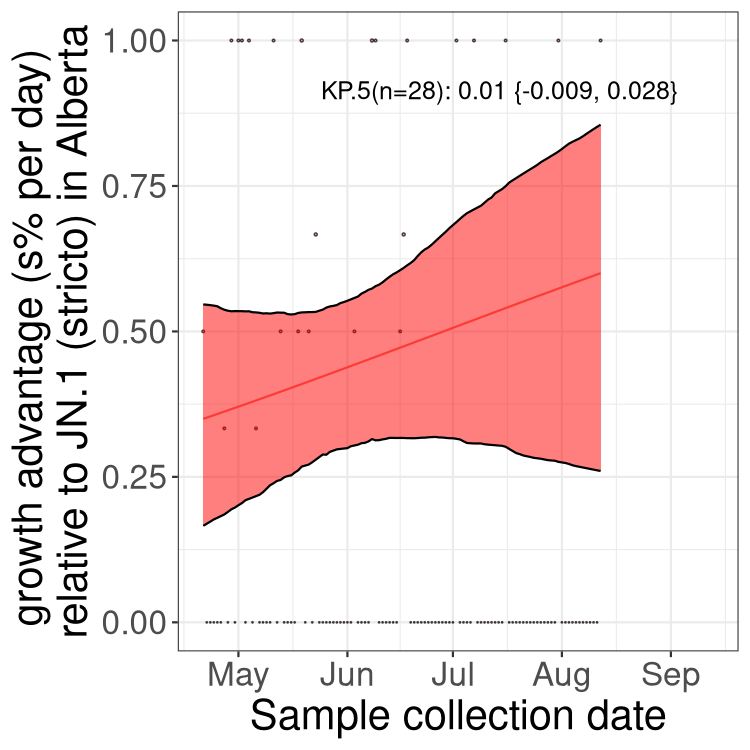 growth advantage (s% per day)
relative to JN.1 (stricto) in Alberta
1.00
0.75
0.50
0.25
0.00
KP.5(n=28): 0.01 {-0.009, 0.028}
May Jun Jul Aug Sep
Sample collection date